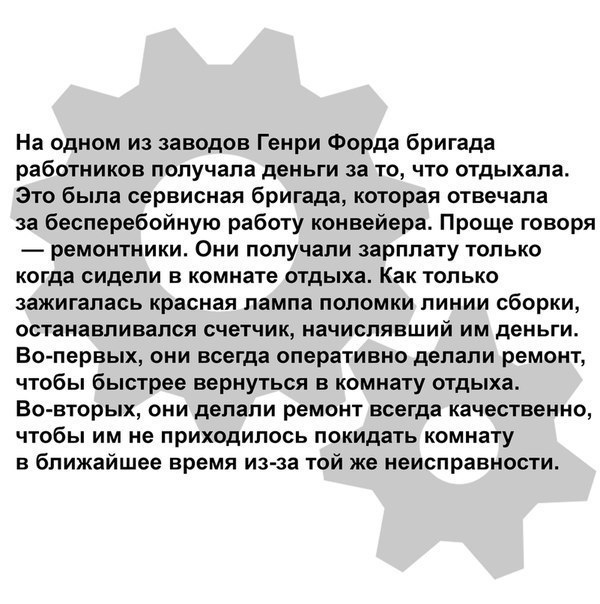 На одном из заводов Генри Форда бригада
работников получала деньги за то, что отдыхала.
Это была сервисная бригада, которая отвечала
за бесперебойную работу конвейера. Проще говоря
— ремонтники. Они получали зарплату только
когда сидели в комнате отдыха. Как только
зажигалась красная лампа поломки линии сборки,
останавливался счетчик, начислявший им деньги.
Во-первых, они всегда оперативно делали ремонт,
чтобы быстрее вернуться в комнату отдыха.
Во-вторых, они делали ремонт всегда качественно,
чтобы им не приходилось покидать комнату
в ближайшее время из-за той же неисправности.